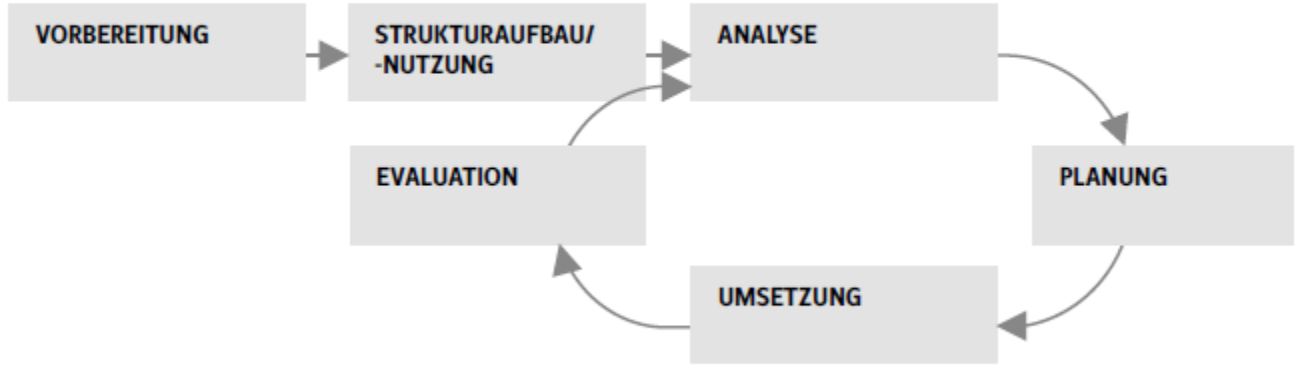 VORBEREITUNG
STRUKTURAUFBAU/
-NUTZUNG
ANALYSE
EVALUATION
PLANUNG
UMSETZUNG